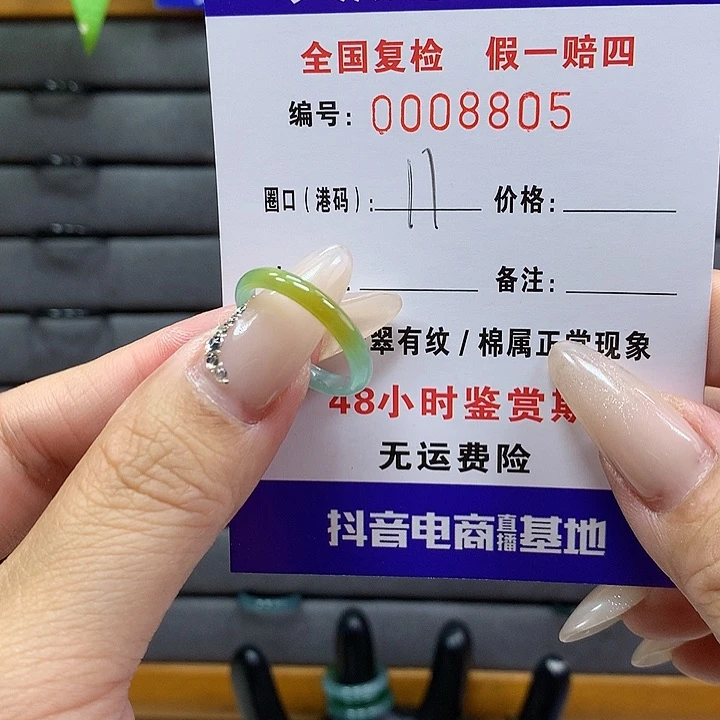 全国复检 假一赔四
编号: 0008805
圈口(港码): 17 价格:
备注:
翠有纹/棉属正常现象
48小时鉴赏期
无运费险
抖音电商直播基地